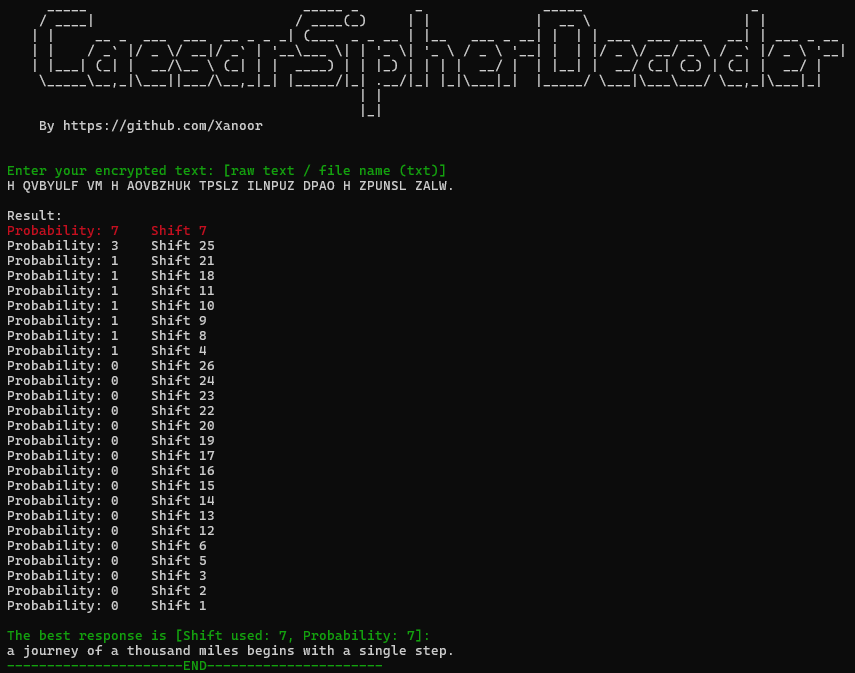 CaesarSipherDecoder
By https://github.com/Xanoor
Enter your encrypted text: [raw text / file name (txt)]
H QVBYULF VM H AOVBZHUK TPSLZ ILNPUZ DPAO H ZPUNSL ZALW.
Result:
Probability: 7    Shift 7
Probability: 3    Shift 25
Probability: 1    Shift 21
Probability: 1    Shift 18
Probability: 1    Shift 11
Probability: 1    Shift 10
Probability: 1    Shift 9
Probability: 1    Shift 8
Probability: 1    Shift 4
Probability: 0    Shift 26
Probability: 0    Shift 24
Probability: 0    Shift 23
Probability: 0    Shift 22
Probability: 0    Shift 20
Probability: 0    Shift 19
Probability: 0    Shift 17
Probability: 0    Shift 16
Probability: 0    Shift 15
Probability: 0    Shift 14
Probability: 0    Shift 13
Probability: 0    Shift 12
Probability: 0    Shift 6
Probability: 0    Shift 5
Probability: 0    Shift 3
Probability: 0    Shift 2
Probability: 0    Shift 1
The best response is [Shift used: 7, Probability: 7]:
a journey of a thousand miles begins with a single step.
----------------------END----------------------